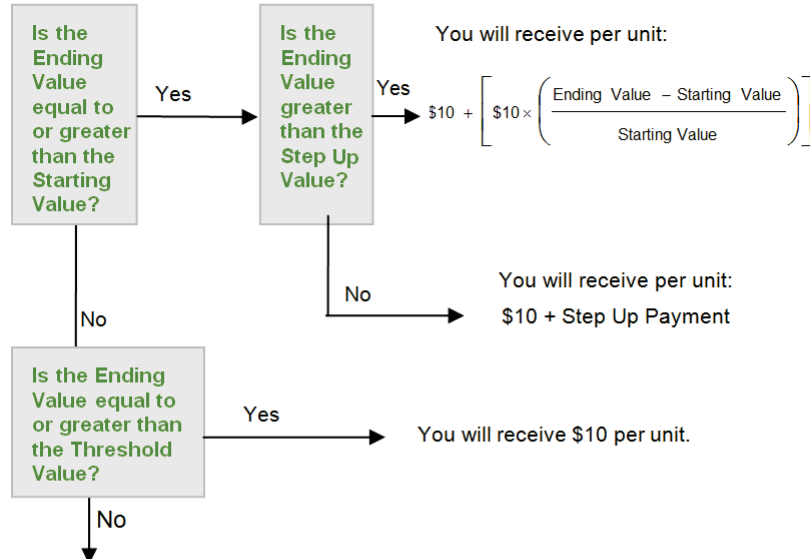 Is the
Ending
Value
equal to
or greater
than the
Starting
Value?
Yes
Is the
Ending
Value
greater
than the
Step Up
Value?
Yes
You will receive per unit:
$10 + [ $10 × ( Ending Value – Starting Value
Starting Value ) ]
No
You will receive per unit:
$10 + Step Up Payment
No
Is the Ending
Value equal to
or greater than
the Threshold
Value?
Yes
You will receive $10 per unit.
No